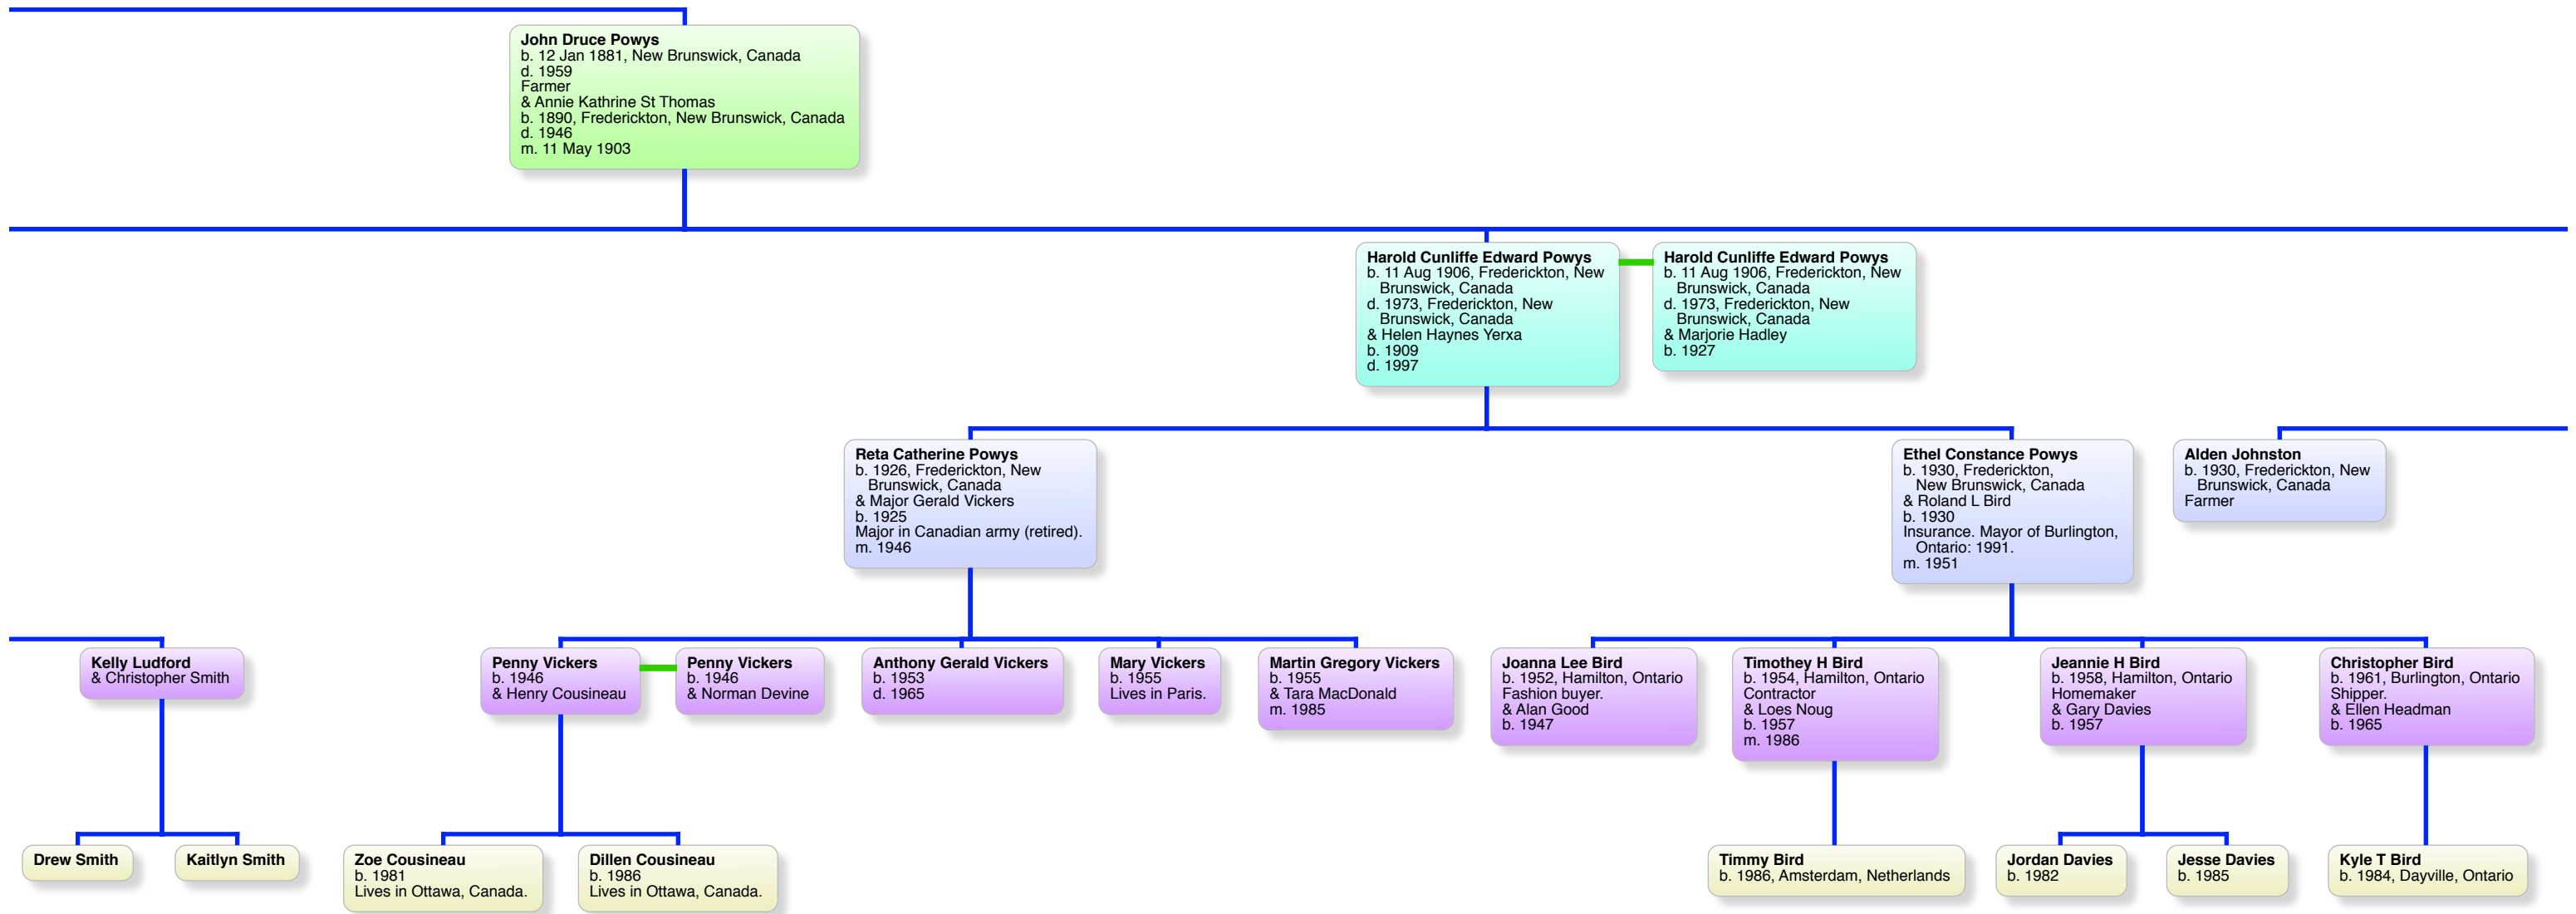 John Druce Powys
b. 12 Jan 1881, New Brunswick, Canada
d. 1959
Farmer
& Annie Kathrine St Thomas
b. 1890, Frederickton, New Brunswick, Canada
d. 1946
m. 11 May 1903
Harold Cunliffe Edward Powys
b. 11 Aug 1906, Frederickton, New
Brunswick, Canada
d. 1973, Frederickton, New
Brunswick, Canada
& Helen Haynes Yerxa
b. 1909
d. 1997
Harold Cunliffe Edward Powys
b. 11 Aug 1906, Frederickton, New
Brunswick, Canada
d. 1973, Frederickton, New
Brunswick, Canada
& Marjorie Hadley
b. 1927
Reta Catherine Powys
b. 1926, Frederickton, New
Brunswick, Canada
& Major Gerald Vickers
b. 1925
Major in Canadian army (retired).
m. 1946
Ethel Constance Powys
b. 1930, Frederickton,
New Brunswick, Canada
& Roland L Bird
b. 1930
Insurance. Mayor of Burlington,
Ontario: 1991.
m. 1951
Alden Johnston
b. 1930, Frederickton, New
Brunswick, Canada
Farmer
Kelly Ludford
& Christopher Smith
Penny Vickers
b. 1946
& Henry Cousineau
Penny Vickers
b. 1946
& Norman Devine
Anthony Gerald Vickers
b. 1953
d. 1965
Mary Vickers
b. 1955
Lives in Paris.
Martin Gregory Vickers
b. 1955
& Tara MacDonald
m. 1985
Joanna Lee Bird
b. 1952, Hamilton, Ontario
Fashion buyer.
& Alan Good
b. 1947
Timothey H Bird
b. 1954, Hamilton, Ontario
Contractor
& Loes Noug
b. 1957
m. 1986
Jeannie H Bird
b. 1958, Hamilton, Ontario
Homemaker
& Gary Davies
b. 1957
Christopher Bird
b. 1961, Burlington, Ontario
Shipper.
& Ellen Headman
b. 1965
Drew Smith
Kaitlyn Smith
Zoe Cousineau
b. 1981
Lives in Ottawa, Canada.
Dillen Cousineau
b. 1986
Lives in Ottawa, Canada.
Timmy Bird
b. 1986, Amsterdam, Netherlands
Jordan Davies
b. 1982
Jesse Davies
b. 1985
Kyle T Bird
b. 1984, Dayville, Ontario